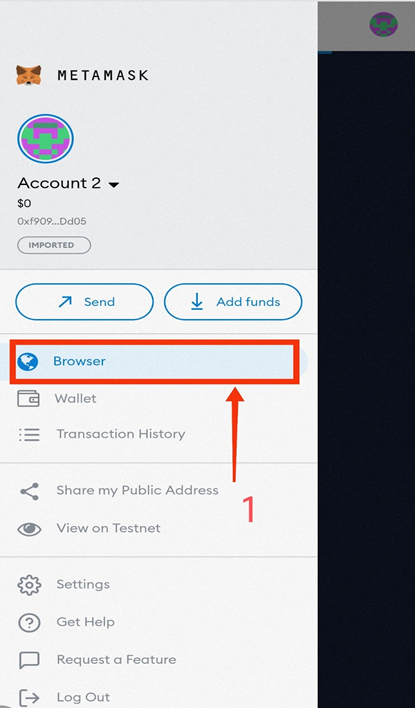 METAMASK
Account 2
$0
0xf909...Dd05
IMPORTED
Send
Add funds
Browser
Wallet
Transaction History
Share my Public Address
1
View on Testnet
Settings
Get Help
Request a Feature
Log Out